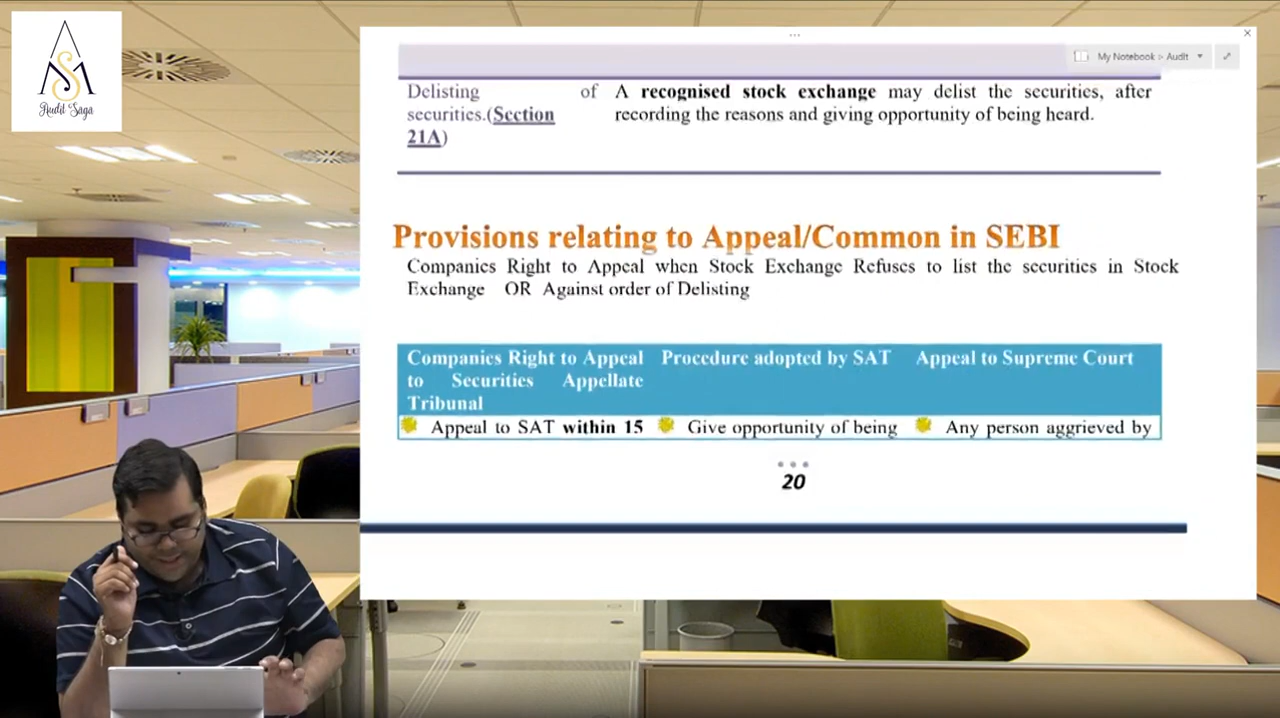 Audit Saga
My Notebook > Audit
Delisting of
securities.(Section
21A)
A recognised stock exchange may delist the securities, after
recording the reasons and giving opportunity of being heard.
Provisions relating to Appeal/Common in SEBI
Companies Right to Appeal when Stock Exchange Refuses to list the securities in Stock
Exchange OR Against order of Delisting
Companies Right to Appeal
to Securities Appellate
Tribunal
Procedure adopted by SAT
Appeal to Supreme Court
Appeal to SAT within 15
Give opportunity of being
Any person aggrieved by
20